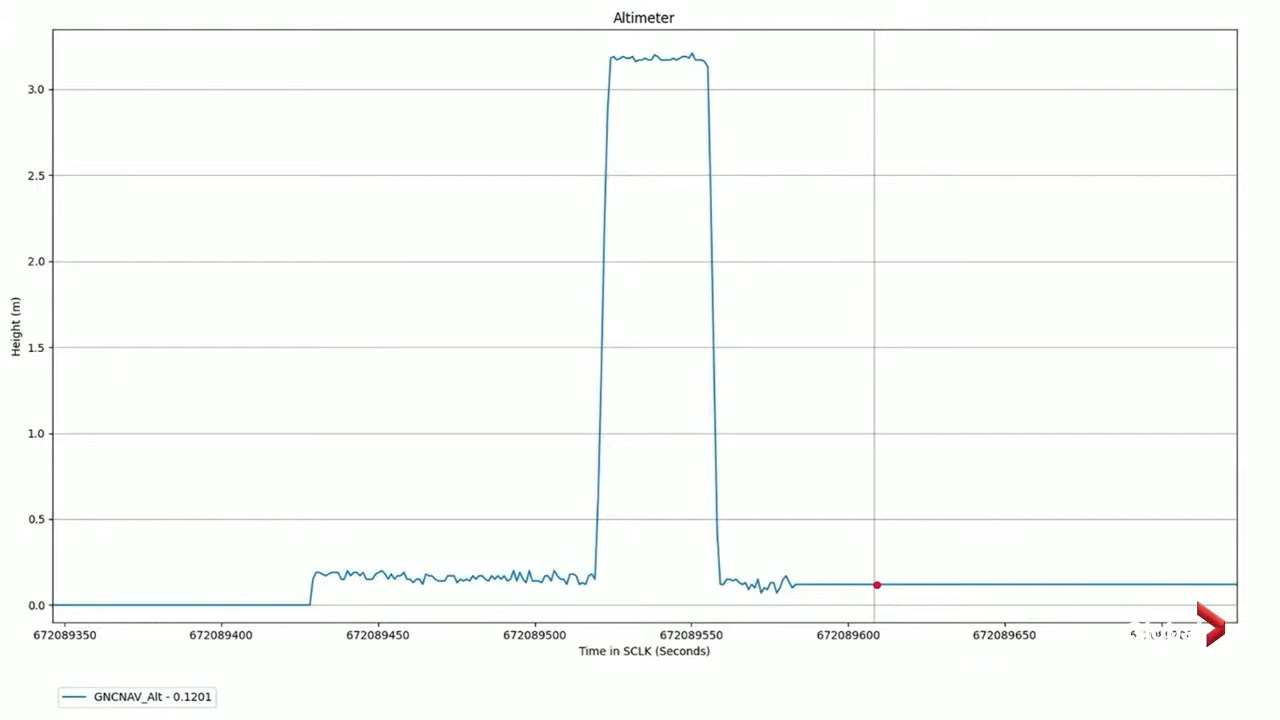 Altimeter
3.0
2.5
2.0
1.5
1.0
0.5
0.0
Height (m)
672089350 672089400 672089450 672089500 672089550 672089600 672089650
Time in SCLK (Seconds)
GNCNAV_Alt - 0.1201